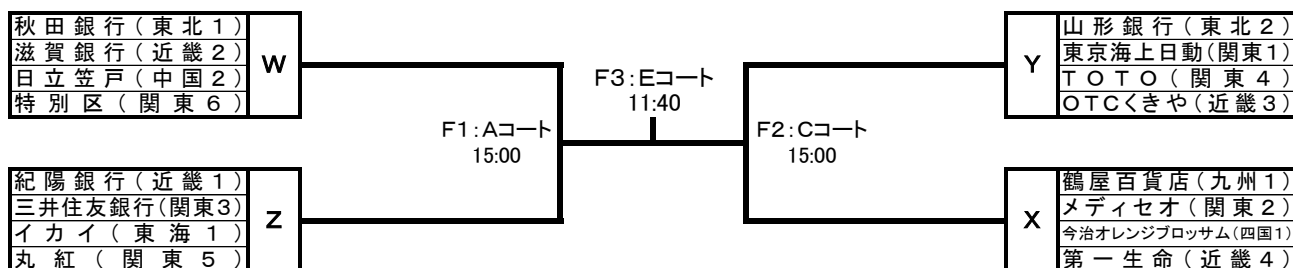 秋田銀行(東北1)
滋賀銀行(近畿2)
日立笠戸(中国2)
特別区(関東6)
W
紀陽銀行(近畿1)
三井住友銀行(関東3)
イカイ(東海1)
丸紅(関東5)
Z
F1:Aコート
15:00
F3:Eコート
11:40
F2:Cコート
15:00
Y
山形銀行(東北2)
東京海上日動(関東1)
TOTO(関東4)
OTCくきや(近畿3)
X
鶴屋百貨店(九州1)
メディセオ(関東2)
今治オレンジブロッサム(四国1)
第一生命(近畿4)